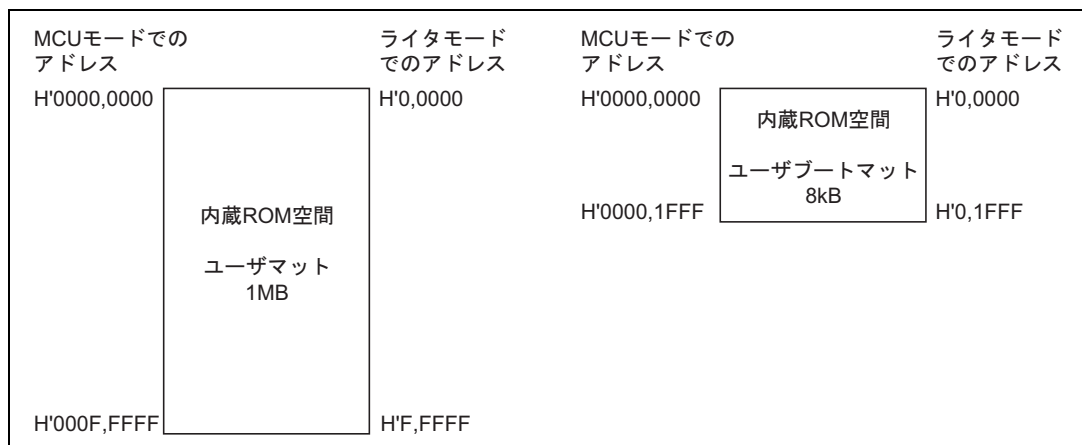 MCUモードでの
アドレス
ライタモード
でのアドレス
H'0000,0000
H'0,0000
内蔵ROM空間
ユーザマット
1MB
H'000F,FFFF
H'F,FFFF
MCUモードでの
アドレス
ライタモード
でのアドレス
H'0000,0000
H'0,0000
内蔵ROM空間
ユーザブートマット
8kB
H'0000,1FFF
H'0,1FFF